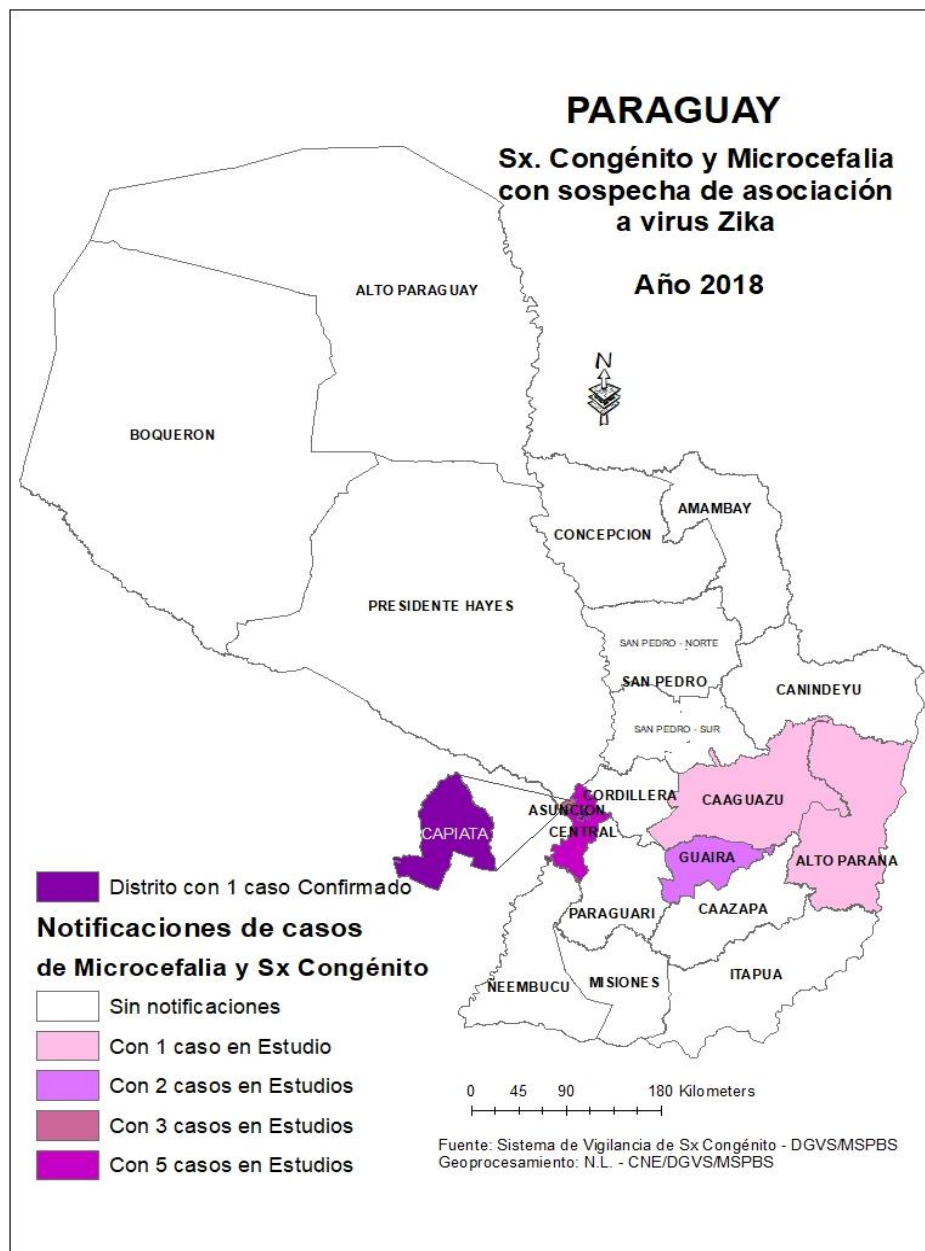 PARAGUAY
Sx. Congénito y Microcefalia
con sospecha de asociación
a virus Zika
Año 2018
N
ALTO PARAGUAY
BOQUERON
AMAMBAY
CONCEPCION
PRESIDENTE HAYES
SAN PEDRO - NORTE
SAN PEDRO
CANINDEYU
SAN PEDRO - SUR
CORDILLERA
CAAGUAZU
ASUNCION
CAPIATA
CENTRAL
GUAIRA
ALTO PARANA
PARAGUARI
CAAZAPA
ITAPUA
MISIONES
ÑEEMBUCU
Distrito con 1 caso Confirmado
Notificaciones de casos
de Microcefalia y Sx Congénito
Sin notificaciones
Con 1 caso en Estudio
Con 2 casos en Estudios
Con 3 casos en Estudios
Con 5 casos en Estudios
0 45 90 180 Kilometers
Fuente: Sistema de Vigilancia de Sx Congénito - DGVS/MSPBS
Geoprocesamiento: N.L. - CNE/DGVS/MSPBS